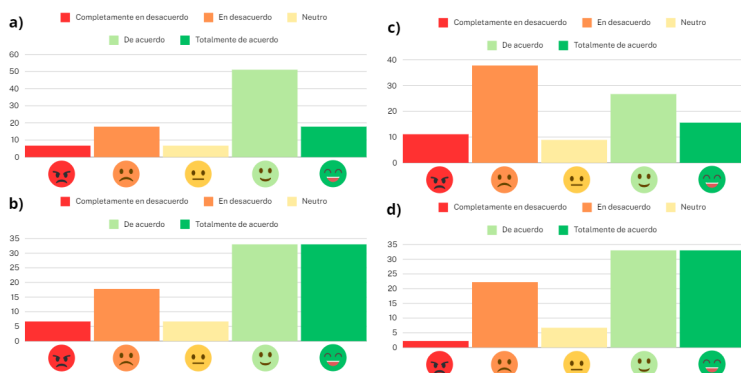 a)
Completamente en desacuerdo En desacuerdo Neutro
De acuerdo Totalmente de acuerdo
60
50
40
30
20
10
0
b)
Completamente en desacuerdo En desacuerdo Neutro
De acuerdo Totalmente de acuerdo
35
30
25
20
15
10
5
0
c)
Completamente en desacuerdo En desacuerdo Neutro
De acuerdo Totalmente de acuerdo
40
30
20
10
0
d)
Completamente en desacuerdo En desacuerdo Neutro
De acuerdo Totalmente de acuerdo
35
30
25
20
15
10
5
0